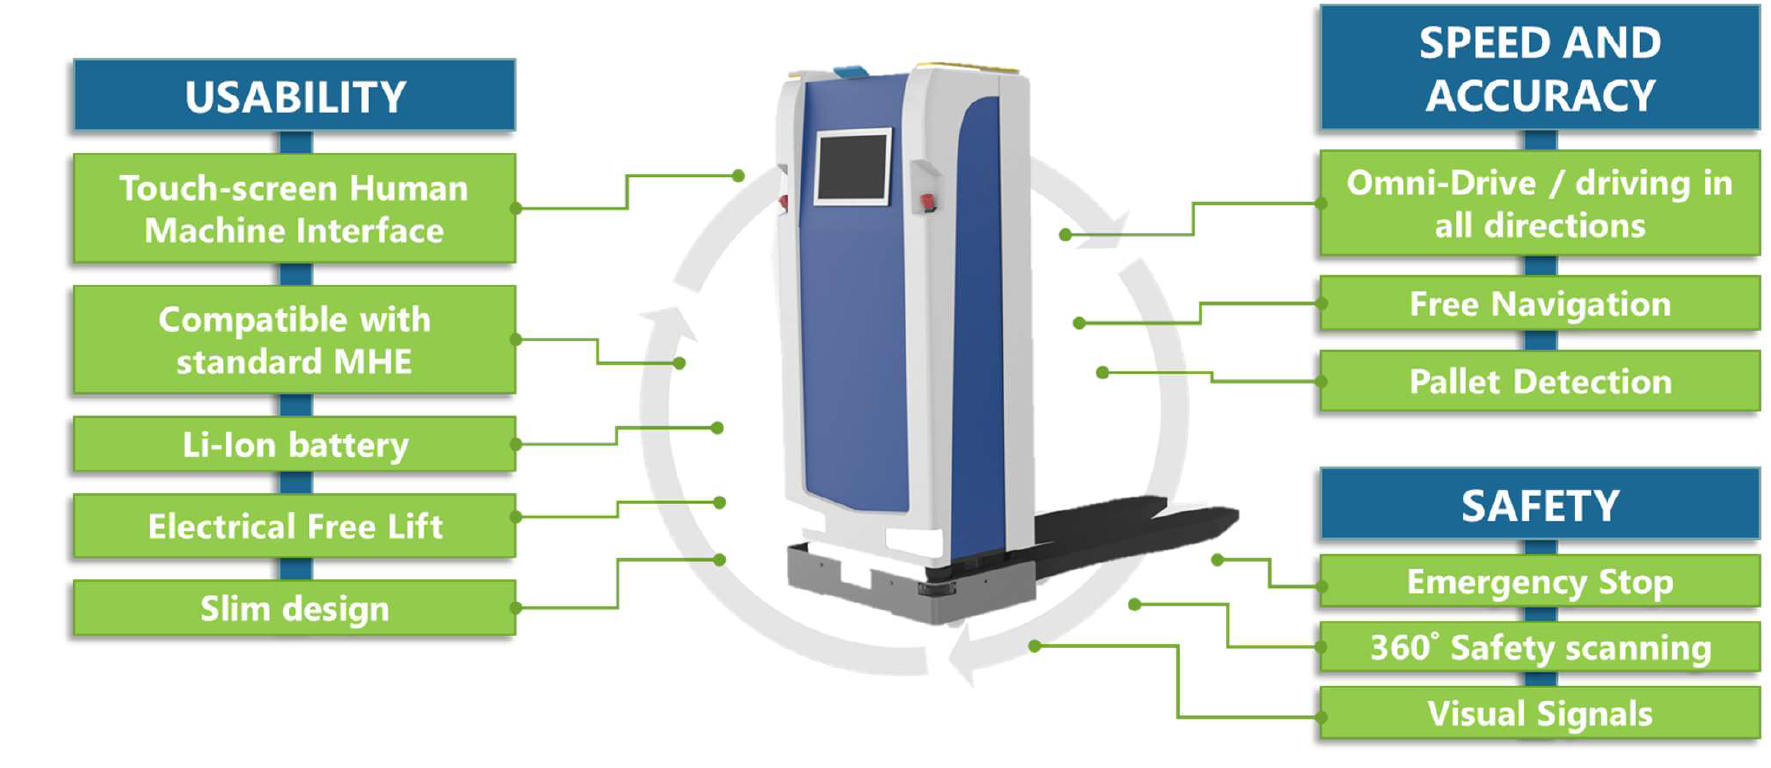 USABILITY
Touch-screen Human
Machine Interface
Compatible with
standard MHE
Li-Ion battery
Electrical Free Lift
Slim design
SPEED AND
ACCURACY
Omni-Drive / driving in
all directions
Free Navigation
Pallet Detection
SAFETY
Emergency Stop
360° Safety scanning
Visual Signals